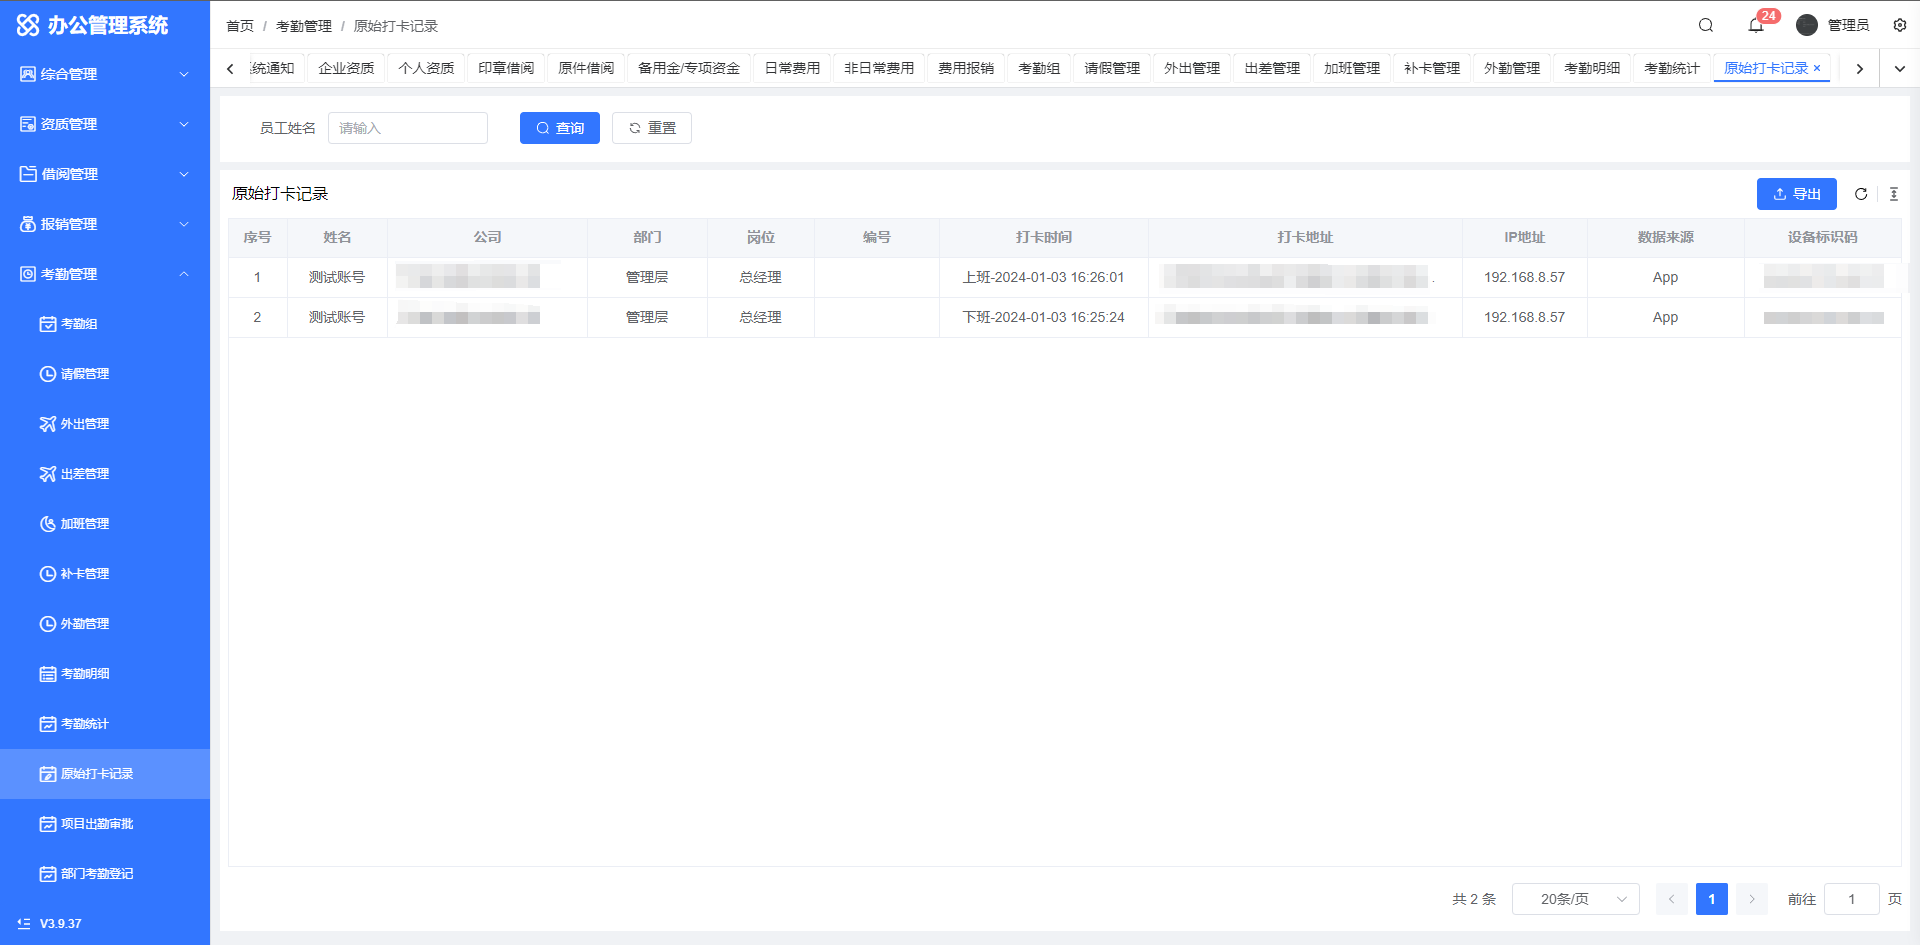 办公管理系统
首页 / 考勤管理 / 原始打卡记录
24
管理员
统通知 企业资质 个人资质 印章借阅 原件借阅 备用金/专项资金 日常费用 非日常费用 费用报销 考勤组 请假管理 外出管理 出差管理 加班管理 补卡管理 外勤管理 考勤明细 考勤统计 原始打卡记录 ×
综合管理
资质管理
借阅管理
报销管理
考勤管理
考勤组
请假管理
外出管理
出差管理
加班管理
补卡管理
外勤管理
考勤明细
考勤统计
原始打卡记录
项目出勤审批
部门考勤登记
V3.9.37
员工姓名 请输入 查询 重置
原始打卡记录 导出
序号 姓名 公司 部门 岗位 编号 打卡时间 打卡地址 IP地址 数据来源 设备标识码
1 测试账号 管理层 总经理 上班-2024-01-03 16:26:01 192.168.8.57 App
2 测试账号 管理层 总经理 下班-2024-01-03 16:25:24 192.168.8.57 App
共 2 条 20条/页 1 前往 1 页